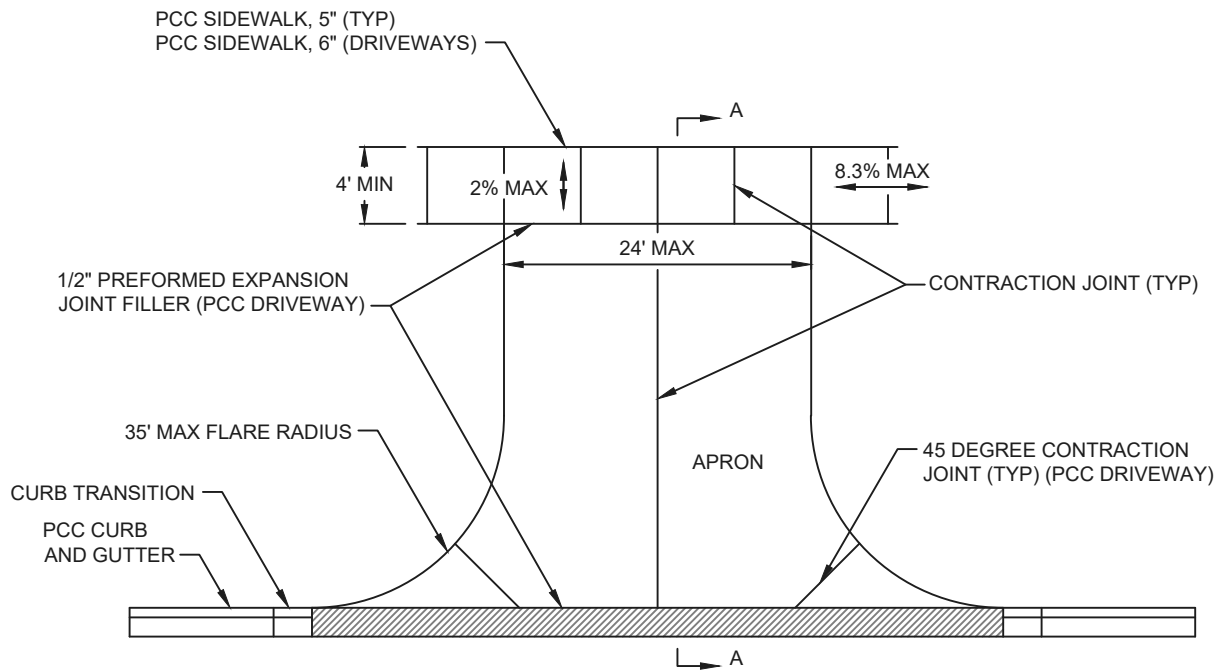 PCC SIDEWALK, 5" (TYP)
PCC SIDEWALK, 6" (DRIVEWAYS)
A
4' MIN
2% MAX
8.3% MAX
24' MAX
1/2" PREFORMED EXPANSION
JOINT FILLER (PCC DRIVEWAY)
CONTRACTION JOINT (TYP)
35' MAX FLARE RADIUS
APRON
45 DEGREE CONTRACTION
JOINT (TYP) (PCC DRIVEWAY)
CURB TRANSITION
PCC CURB
AND GUTTER
A